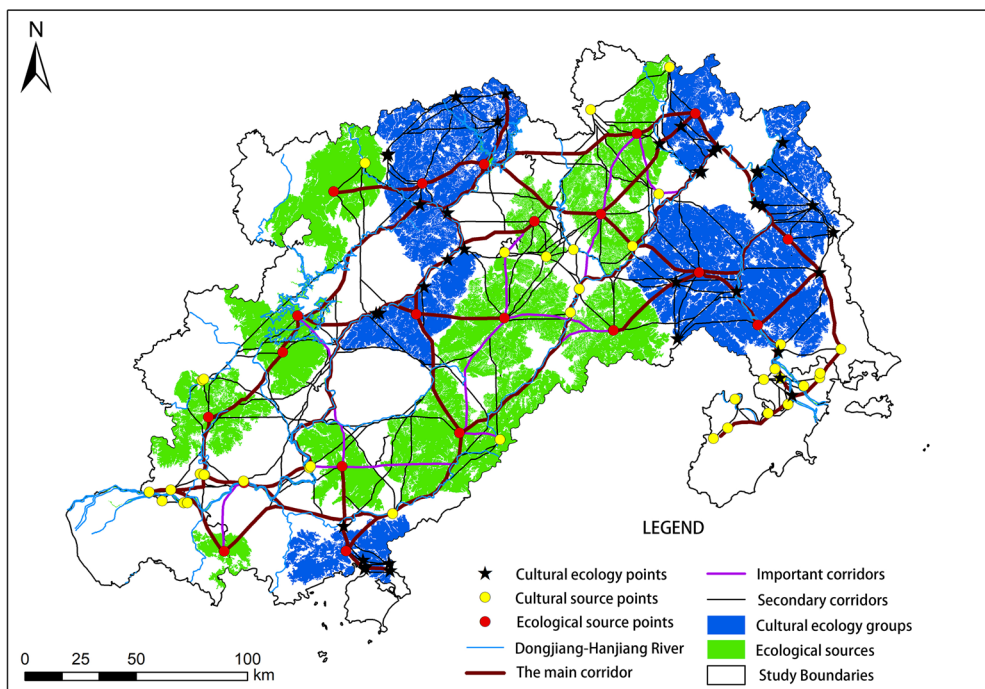 N
LEGEND
Cultural ecology points
Cultural source points
Ecological source points
Dongjiang-Hanjiang River
The main corridor
Important corridors
Secondary corridors
Cultural ecology groups
Ecological sources
Study Boundaries
0 25 50 100
km